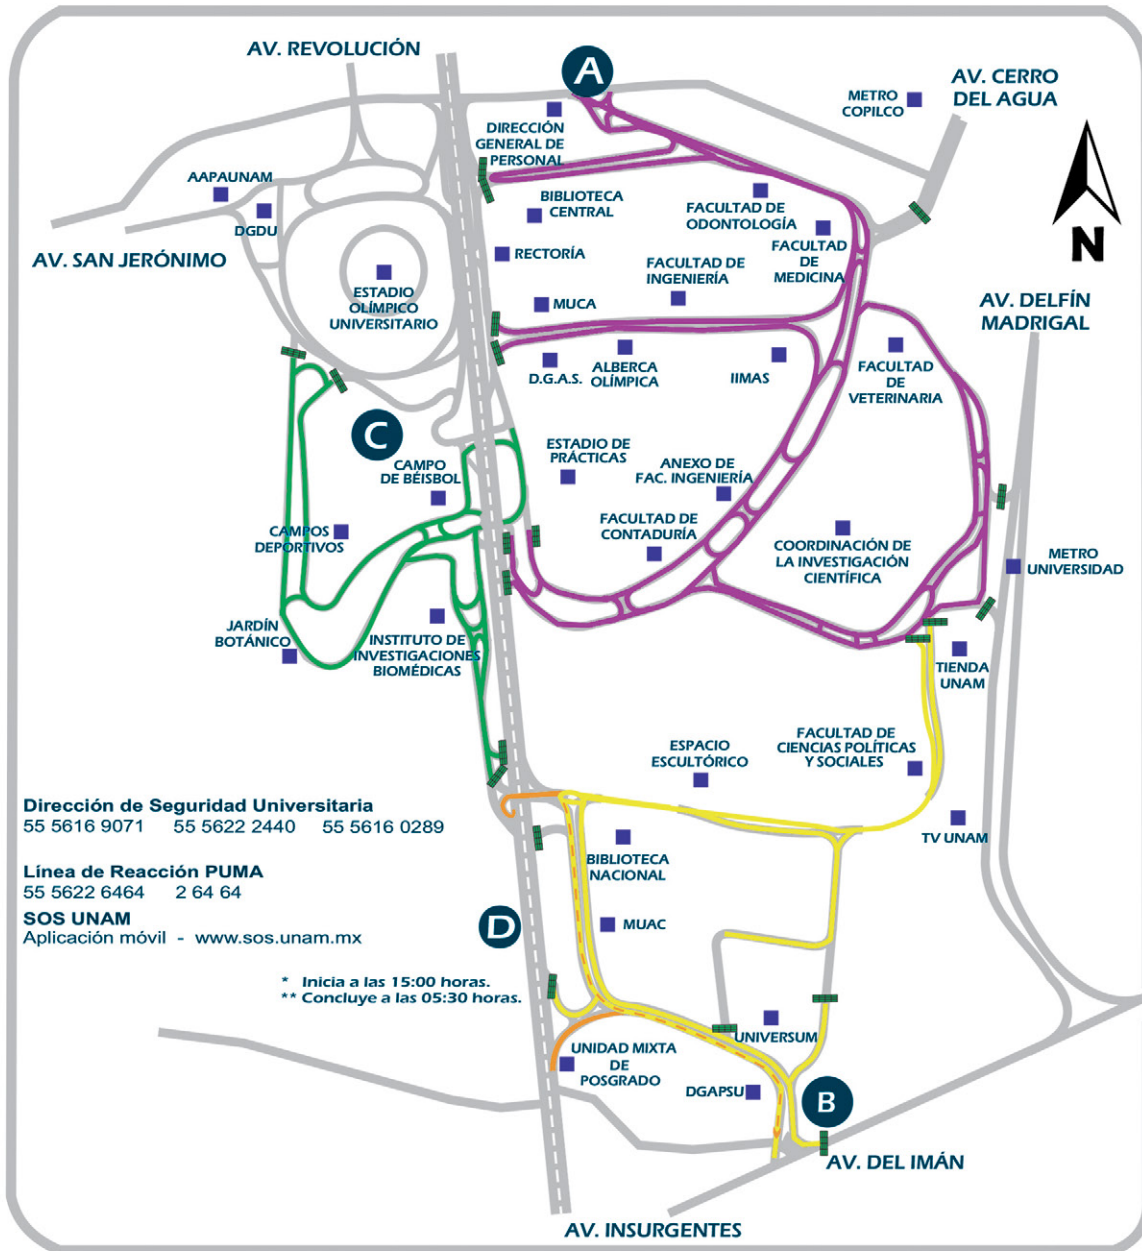 AV. REVOLUCIÓN
A
AV. CERRO
DEL AGUA
METRO
COPILCO
DIRECCIÓN
GENERAL DE
PERSONAL
AAPAUNAM
DGDU
BIBLIOTECA
CENTRAL
FACULTAD DE
ODONTOLOGÍA
FACULTAD
DE
MEDICINA
N
AV. SAN JERÓNIMO
RECTORÍA
FACULTAD DE
INGENIERÍA
ESTADIO
OLÍMPICO
UNIVERSITARIO
MUCA
AV. DELFÍN
MADRIGAL
D.G.A.S.
ALBERCA
OLÍMPICA
IIMAS
FACULTAD
DE
VETERINARIA
C
CAMPO
DE BÉISBOL
ESTADIO DE
PRÁCTICAS
ANEXO DE
FAC. INGENIERÍA
CAMPOS
DEPORTIVOS
FACULTAD DE
CONTADURÍA
COORDINACIÓN DE
LA INVESTIGACIÓN
CIENTÍFICA
METRO
UNIVERSIDAD
JARDÍN
BOTÁNICO
INSTITUTO DE
INVESTIGACIONES
BIOMÉDICAS
TIENDA
UNAM
ESPACIO
ESCULTÓRICO
FACULTAD DE
CIENCIAS POLÍTICAS
Y SOCIALES
Dirección de Seguridad Universitaria
55 5616 9071 55 5622 2440 55 5616 0289
TV UNAM
BIBLIOTECA
NACIONAL
Línea de Reacción PUMA
55 5622 6464 2 64 64
SOS UNAM
Aplicación móvil - www.sos.unam.mx
D
MUAC
* Inicia a las 15:00 horas.
** Concluye a las 05:30 horas.
UNIVERSUM
UNIDAD MIXTA
DE
POSGRADO
DGAPSU
B
AV. DEL IMÁN
AV. INSURGENTES